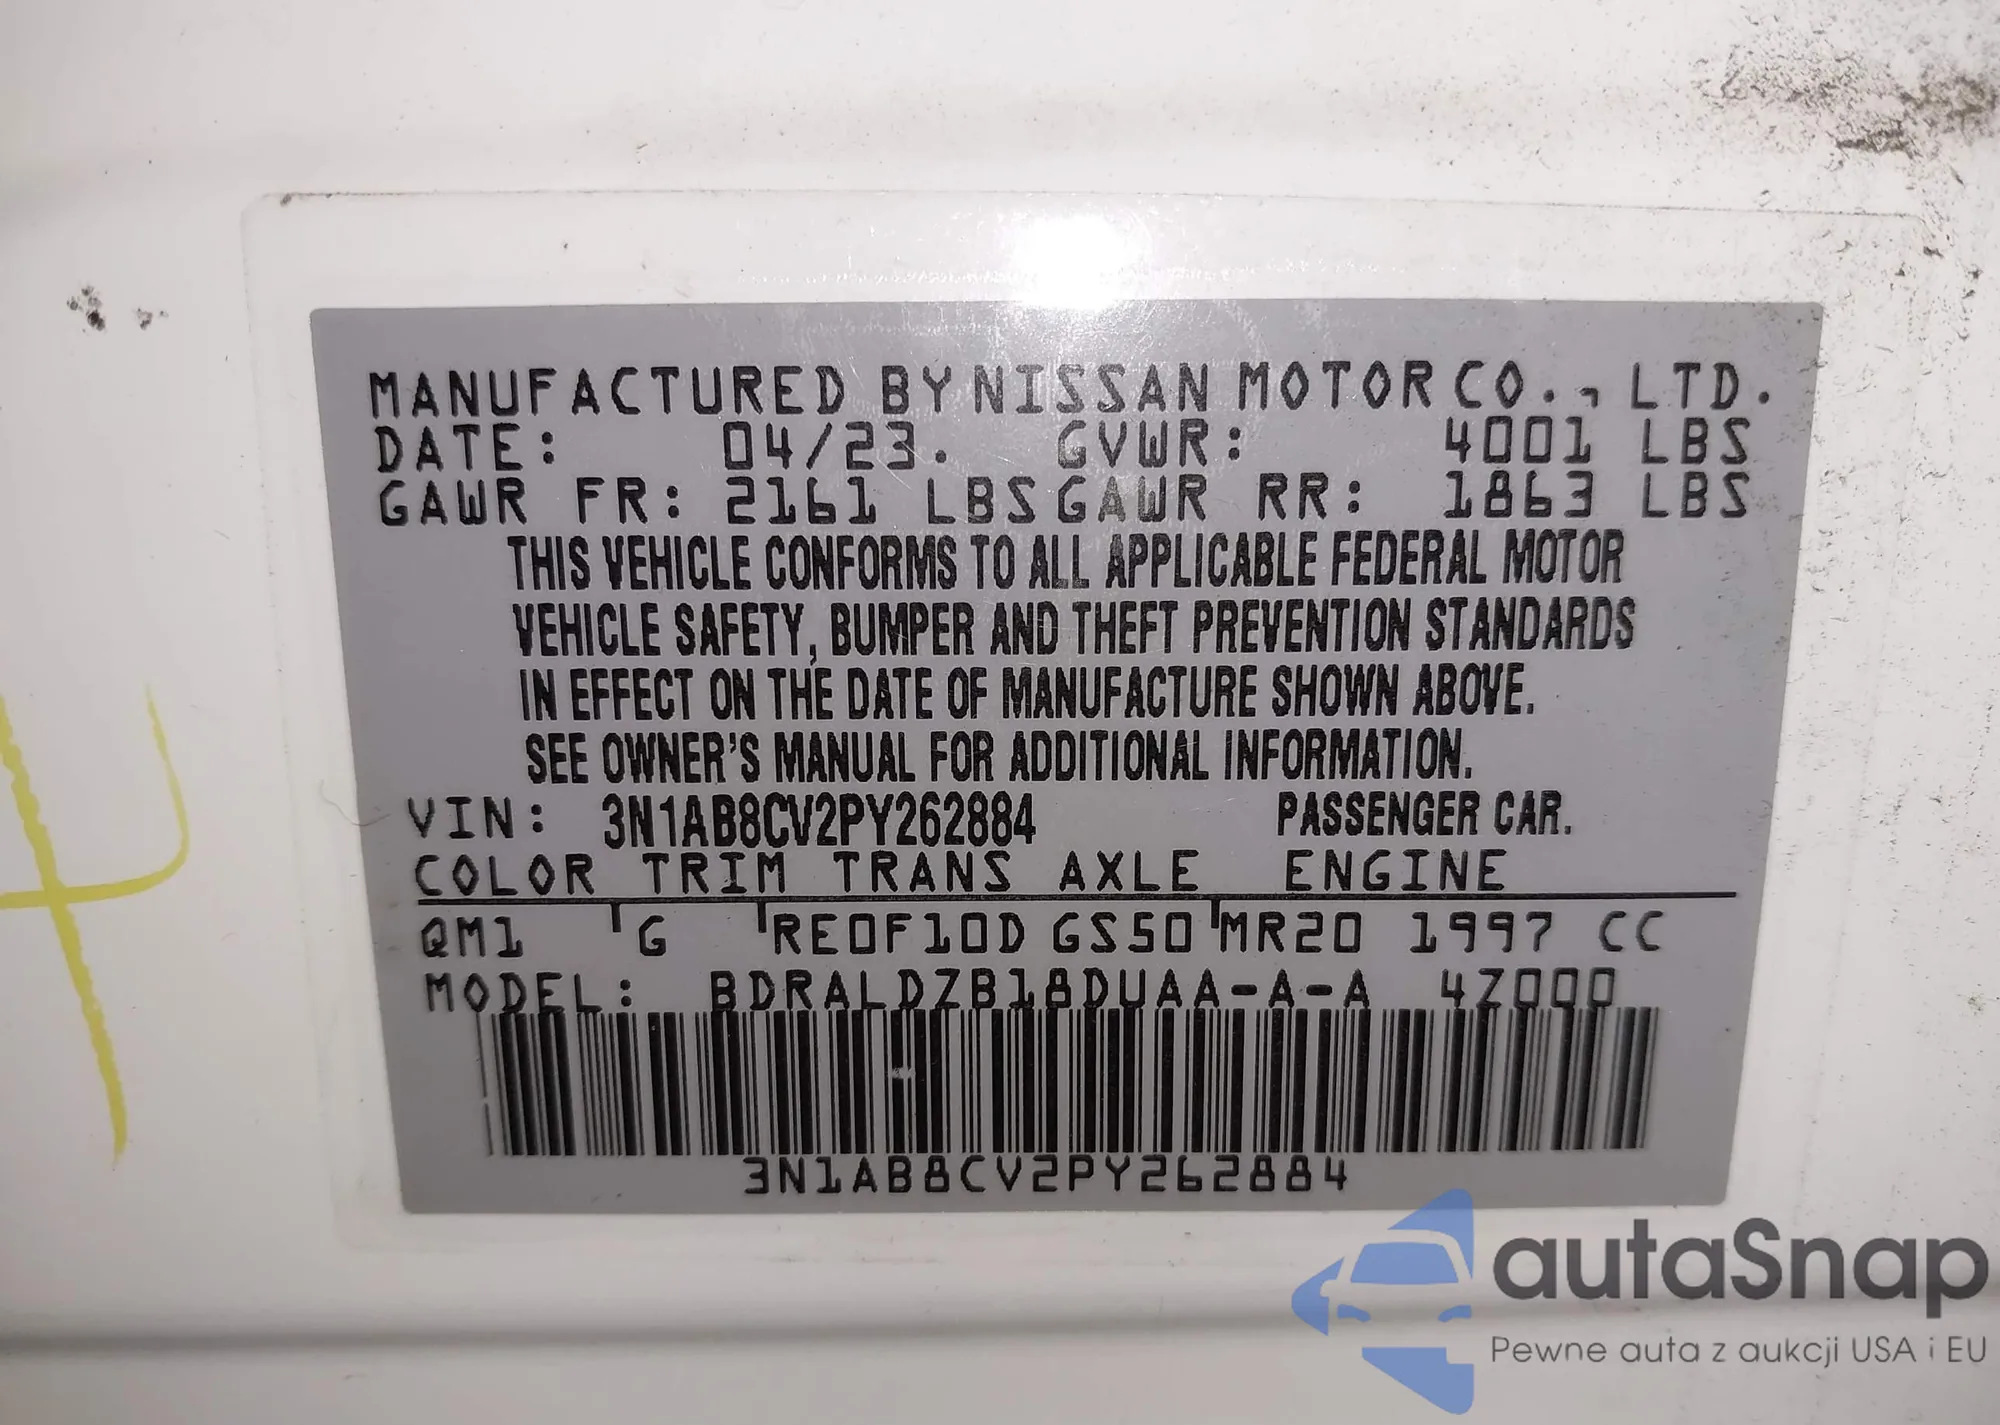 MANUFACTURED BY NISSAN MOTOR CO., LTD.
DATE: 04/23. GVWR: 4001 LBS
GAWR FR: 2161 LBS GAWR RR: 1863 LBS
THIS VEHICLE CONFORMS TO ALL APPLICABLE FEDERAL MOTOR
VEHICLE SAFETY, BUMPER AND THEFT PREVENTION STANDARDS
IN EFFECT ON THE DATE OF MANUFACTURE SHOWN ABOVE.
SEE OWNER'S MANUAL FOR ADDITIONAL INFORMATION.
VIN: 3N1AB8CV2PY262884 PASSENGER CAR.
COLOR TRIM TRANS AXLE ENGINE
QM1 G RE0F10D GS50 MR20 1997 CC
MODEL: BDRALDZB18DUAA-A-A 4Z000
3N1AB8CV2PY262884
autaSnap
Pewne auta z aukcji USA i EU